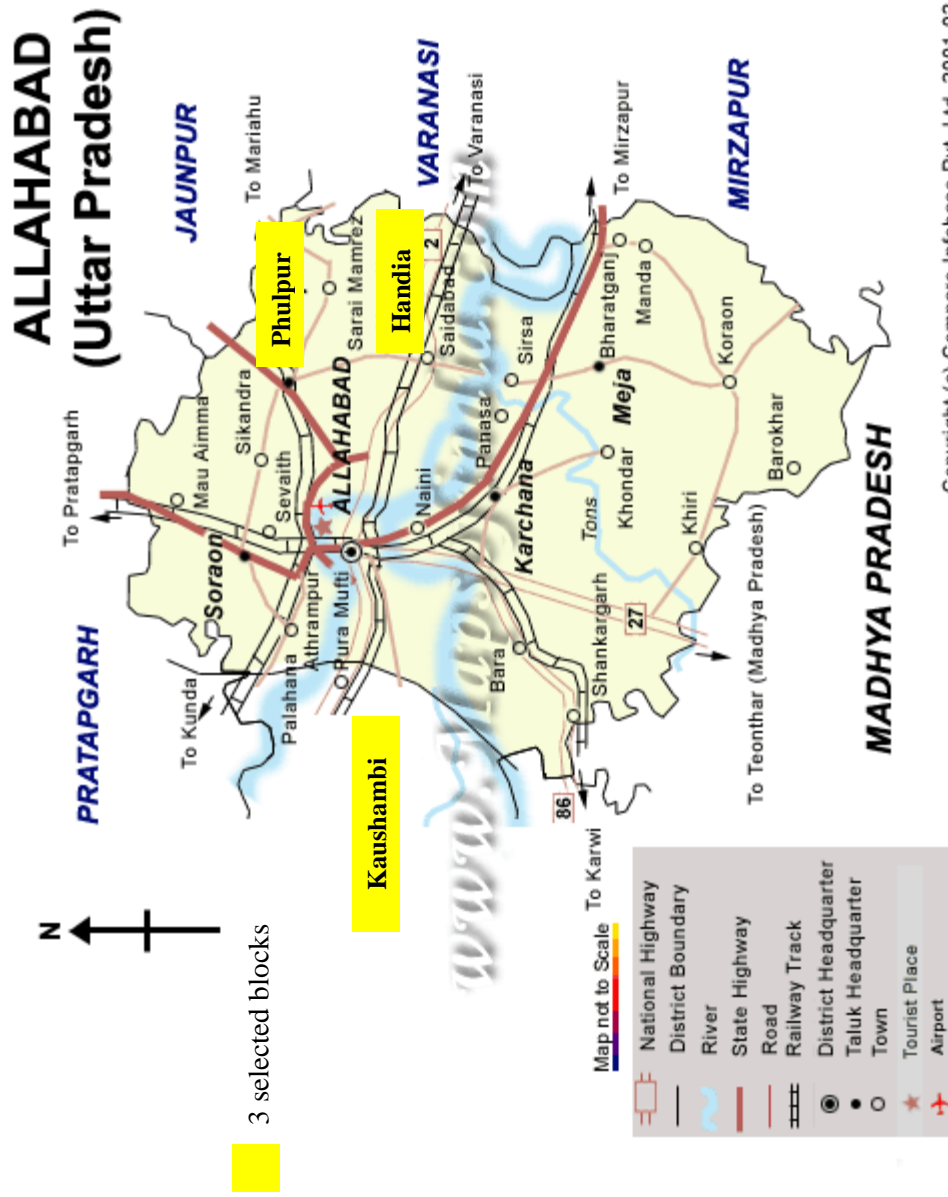 ALLAHABAD
(Uttar Pradesh)
N
3 selected blocks
PRATAPGARH
To Pratapgarh
JAUNPUR
To Mariahu
To Kunda
Mau Aimma
Soraon
Sikandra
Sevaith
Phulpur
Palahana
Athrampur
Pura Mufti
ALLAHABAD
Sarai Mamrez
Handia
2
VARANASI
To Varanasi
Kaushambi
Naini
Saidabad
Panasa
Sirsa
Bara
Karchana
Tons
Bharatganj
To Mirzapur
86
To Karwi
Shankargarh
Khondar
Meja
Manda
27
Khiri
Koraon
MIRZAPUR
Barokhar
To Teonthar (Madhya Pradesh)
MADHYA PRADESH
Map not to Scale
National Highway
District Boundary
River
State Highway
Road
Railway Track
District Headquarter
Taluk Headquarter
Town
Tourist Place
Airport